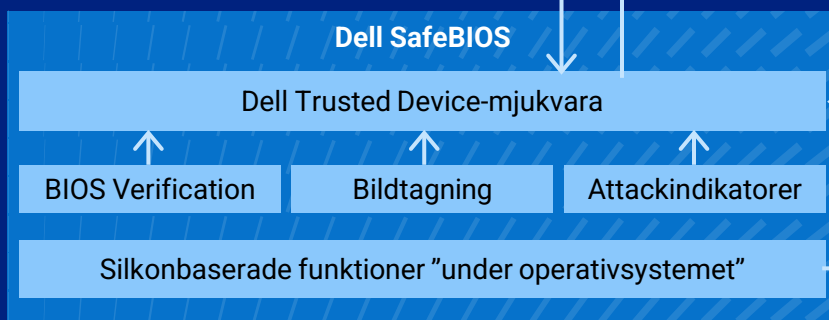 Dell SafeBIOS
Dell Trusted Device-mjukvara
BIOS Verification
Bildtagning
Attackindikatorer
Silkonbaserade funktioner ”under operativsystemet”